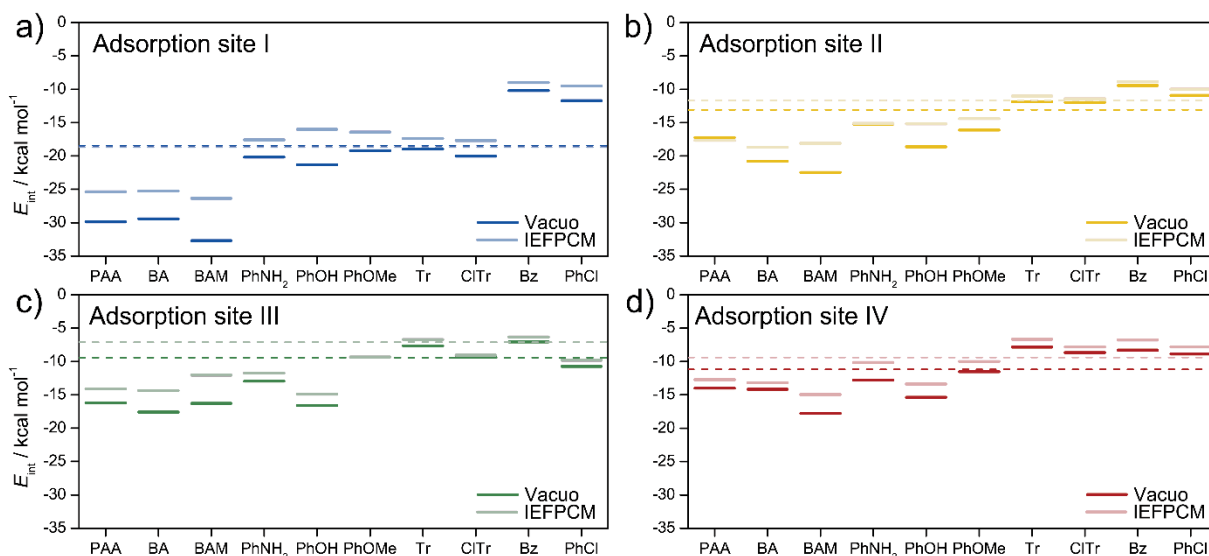 a)
Adsorption site I
E_int / kcal mol⁻¹
0
-5
-10
-15
-20
-25
-30
-35
Vacuo
IEFPCM
PAA BA BAM PhNH₂ PhOH PhOMe Tr ClTr Bz PhCl
b)
Adsorption site II
0
-5
-10
-15
-20
-25
-30
-35
Vacuo
IEFPCM
PAA BA BAM PhNH₂ PhOH PhOMe Tr ClTr Bz PhCl
c)
Adsorption site III
E_int / kcal mol⁻¹
0
-5
-10
-15
-20
-25
-30
-35
Vacuo
IEFPCM
PAA BA BAM PhNH₂ PhOH PhOMe Tr ClTr Bz PhCl
d)
Adsorption site IV
0
-5
-10
-15
-20
-25
-30
-35
Vacuo
IEFPCM
PAA BA BAM PhNH₂ PhOH PhOMe Tr ClTr Bz PhCl